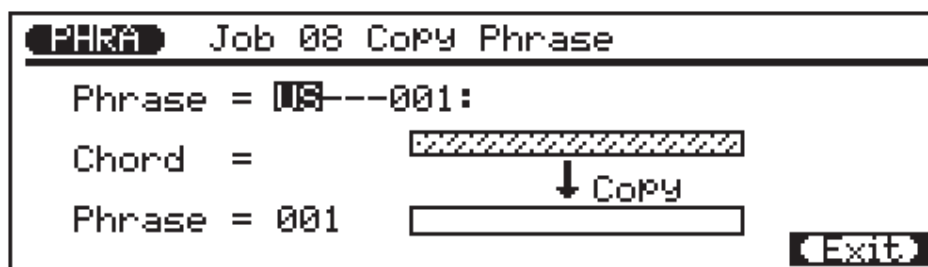 PHRA Job 08 Copy Phrase
Phrase = US---001:
Chord =
Copy
Phrase = 001
Exit